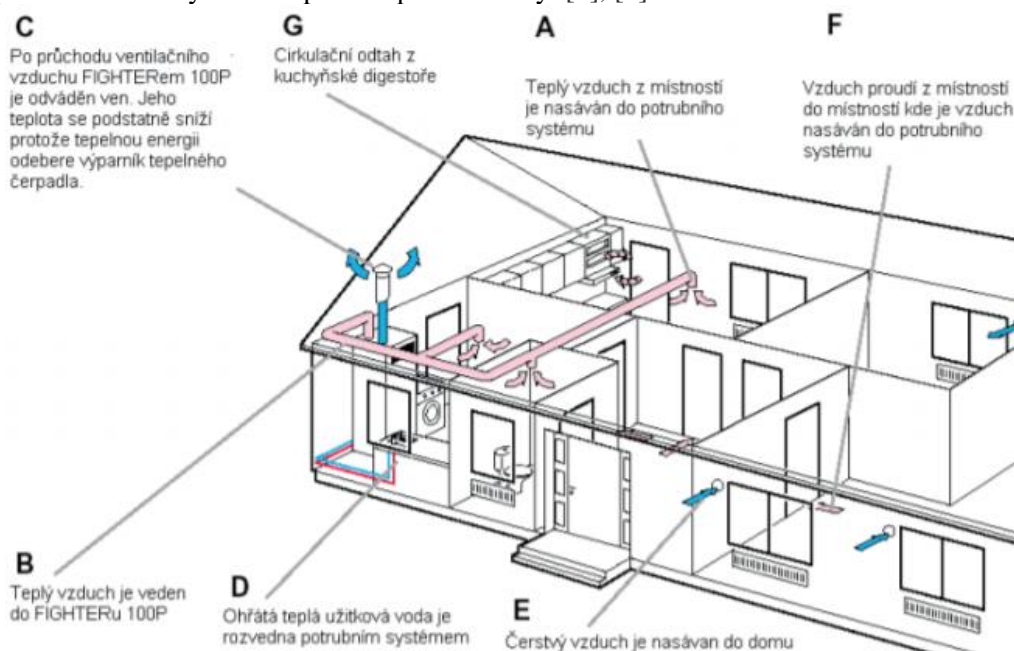 C
Po průchodu ventilačního
vzduchu FIGHTERem 100P
je odváděn ven. Jeho
teplota se podstatně sníží
protože tepelnou energii
odebere výparník tepelného
čerpadla.
G
Cirkulační odtah z
kuchyňské digestoře
A
Teplý vzduch z místností
je nasáván do potrubního
systému
F
Vzduch proudí z místností
do místností kde je vzduch
nasáván do potrubního
systému
B
Teplý vzduch je veden
do FIGHTERu 100P
D
Ohřátá teplá užitková voda je
rozvedna potrubním systémem
E
Čerstvý vzduch je nasávan do domu